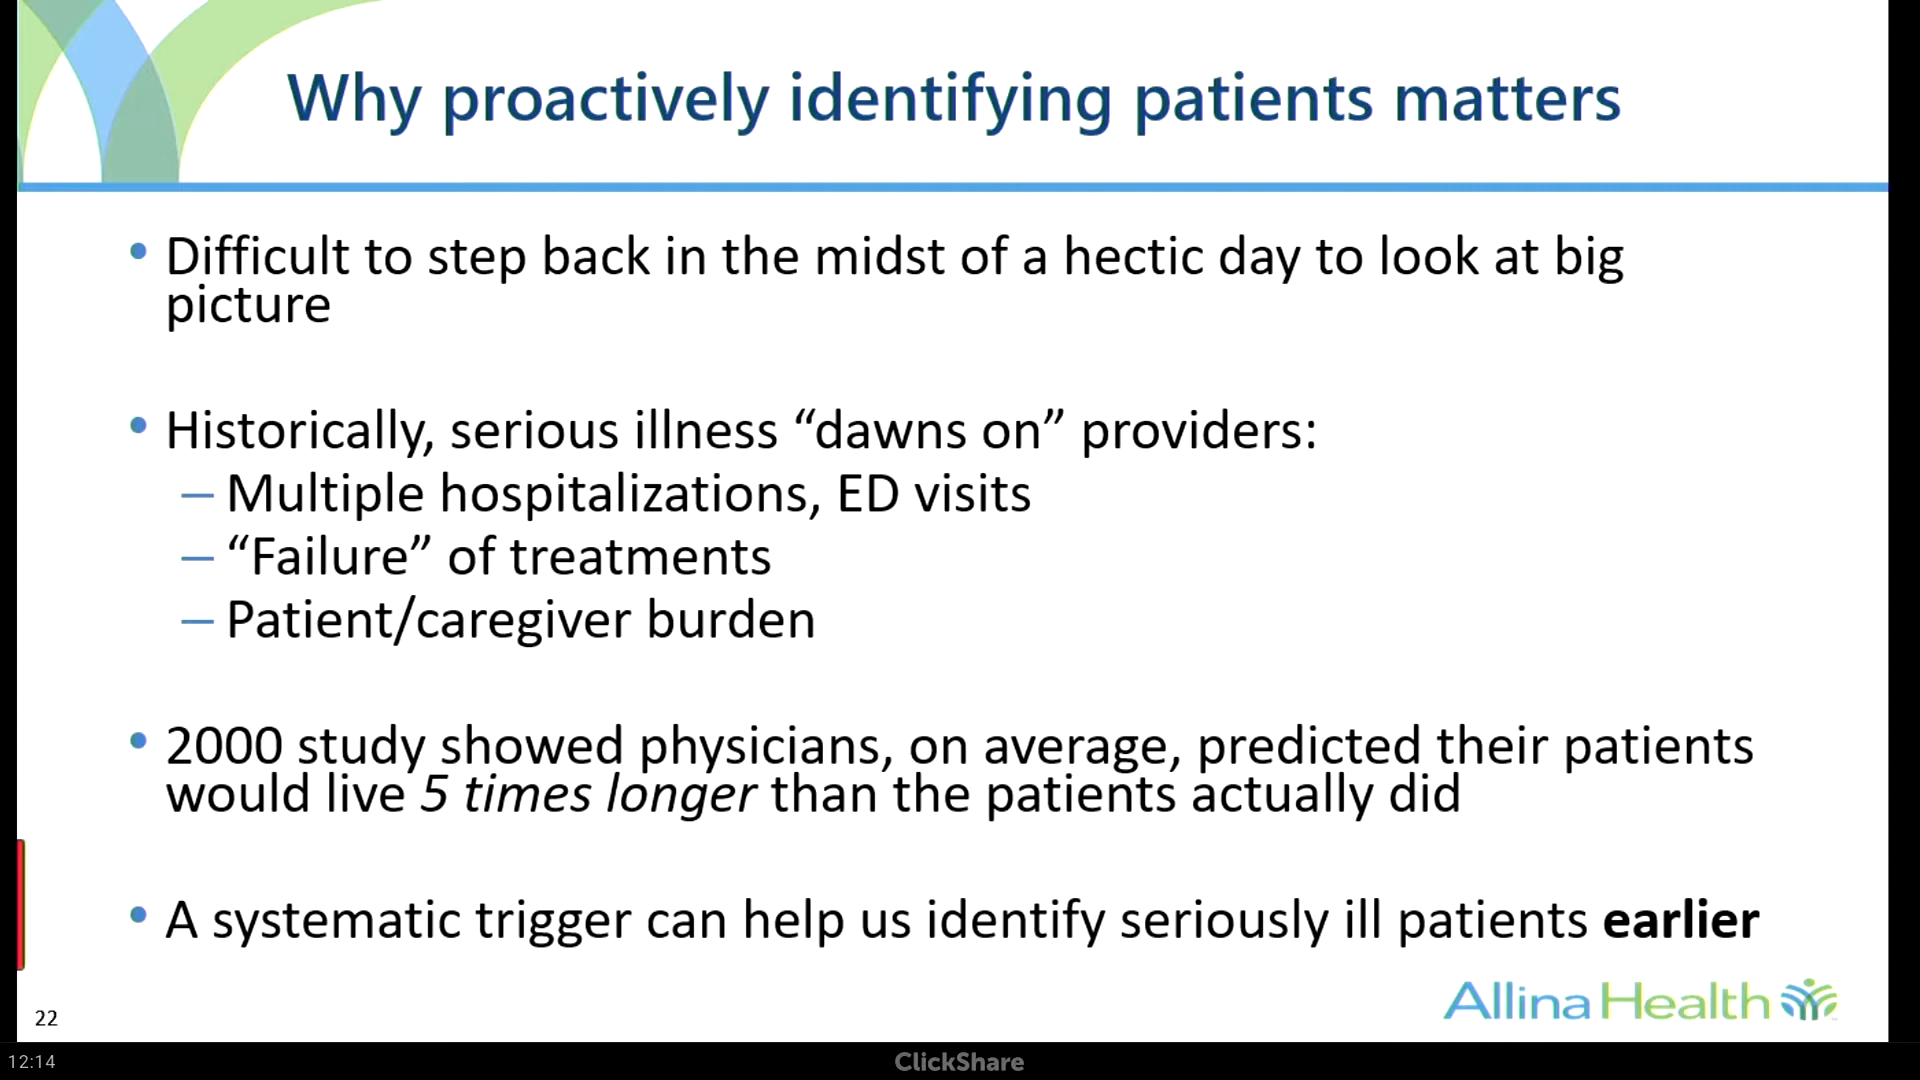 Why proactively identifying patients matters
• Difficult to step back in the midst of a hectic day to look at big
picture
• Historically, serious illness “dawns on” providers:
– Multiple hospitalizations, ED visits
– “Failure” of treatments
– Patient/caregiver burden
• 2000 study showed physicians, on average, predicted their patients
would live 5 times longer than the patients actually did
• A systematic trigger can help us identify seriously ill patients earlier
Allina Health
22
12:14
ClickShare